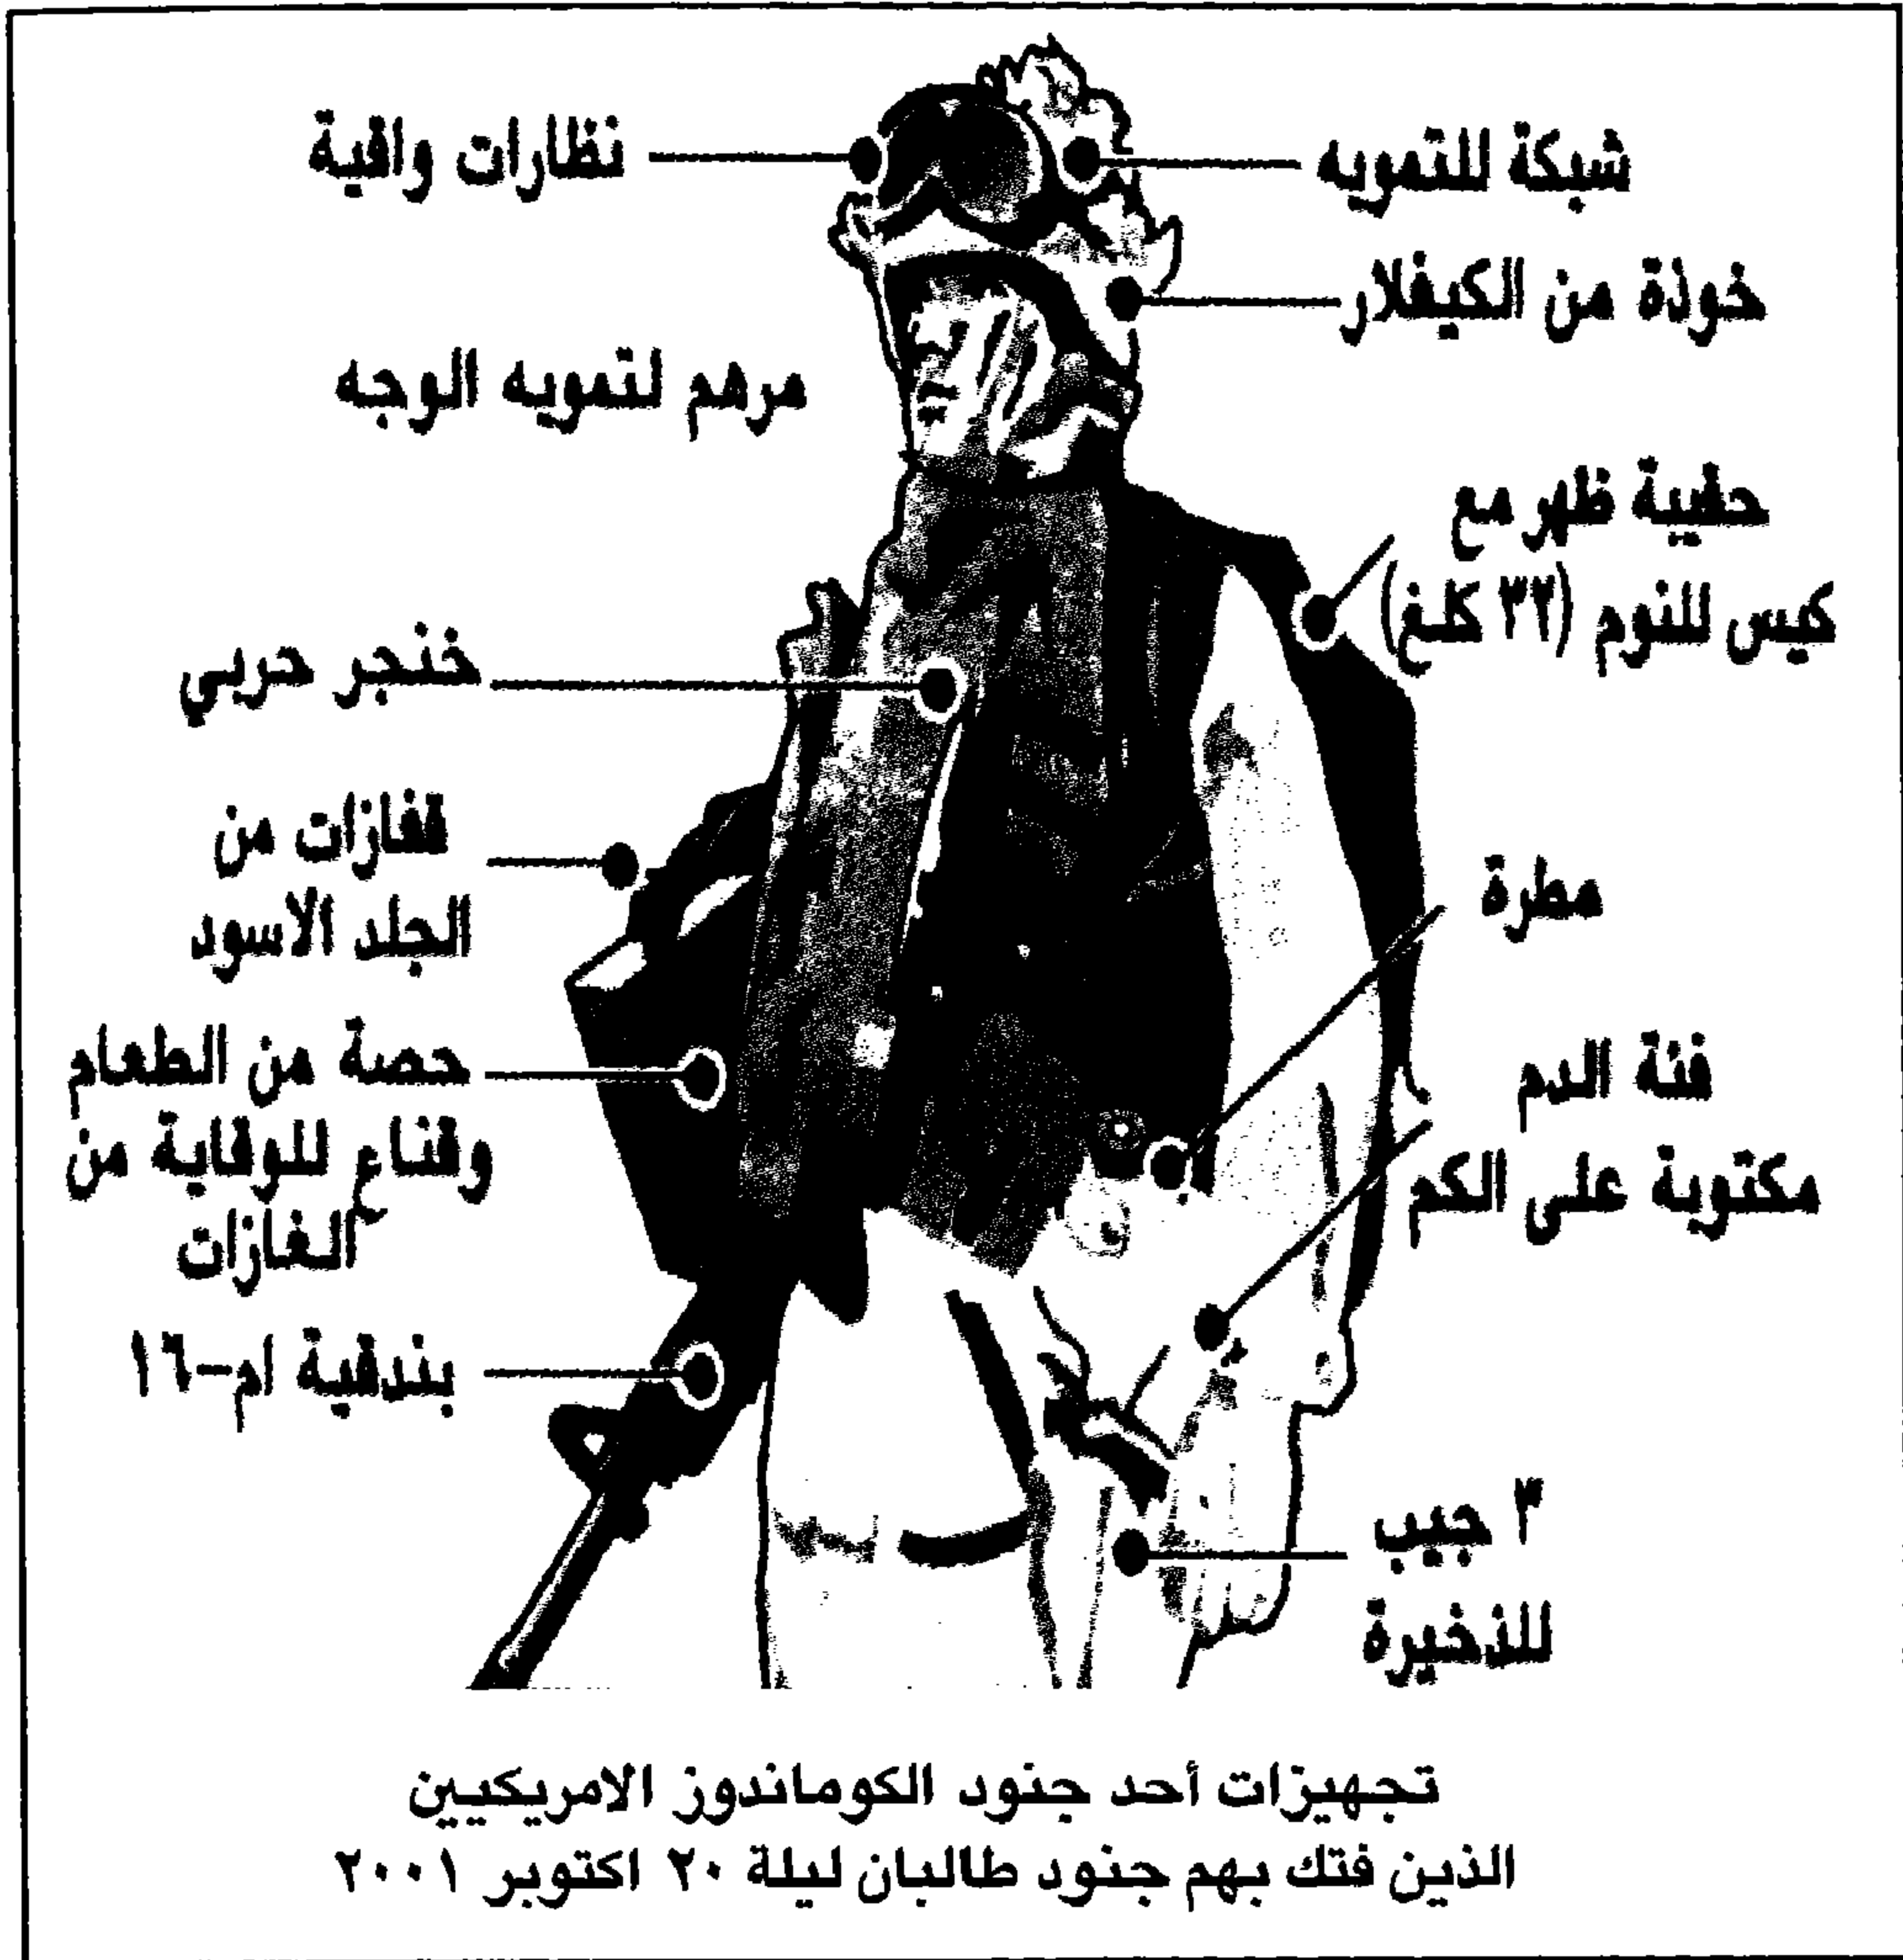 شبكة للتمويه
نظارات واقية
خوذة من الكيفلار
مرهم لتمويه الوجه
حقيبة ظهر مع
كيس للنوم (٣٢ كلغ)
خنجر حربي
قفازات من
الجلد الاسود
مطرة
حصة من الطعام
وقناع للوقاية من
الغازات
فئة الدم
مكتوبة على الكم
بندقية ام-١٦
٣ جيب
للذخيرة
تجهيزات أحد جنود الكوماندوز الامريكيين
الذين فتك بهم جنود طالبان ليلة ٢٠ اكتوبر ٢٠٠١